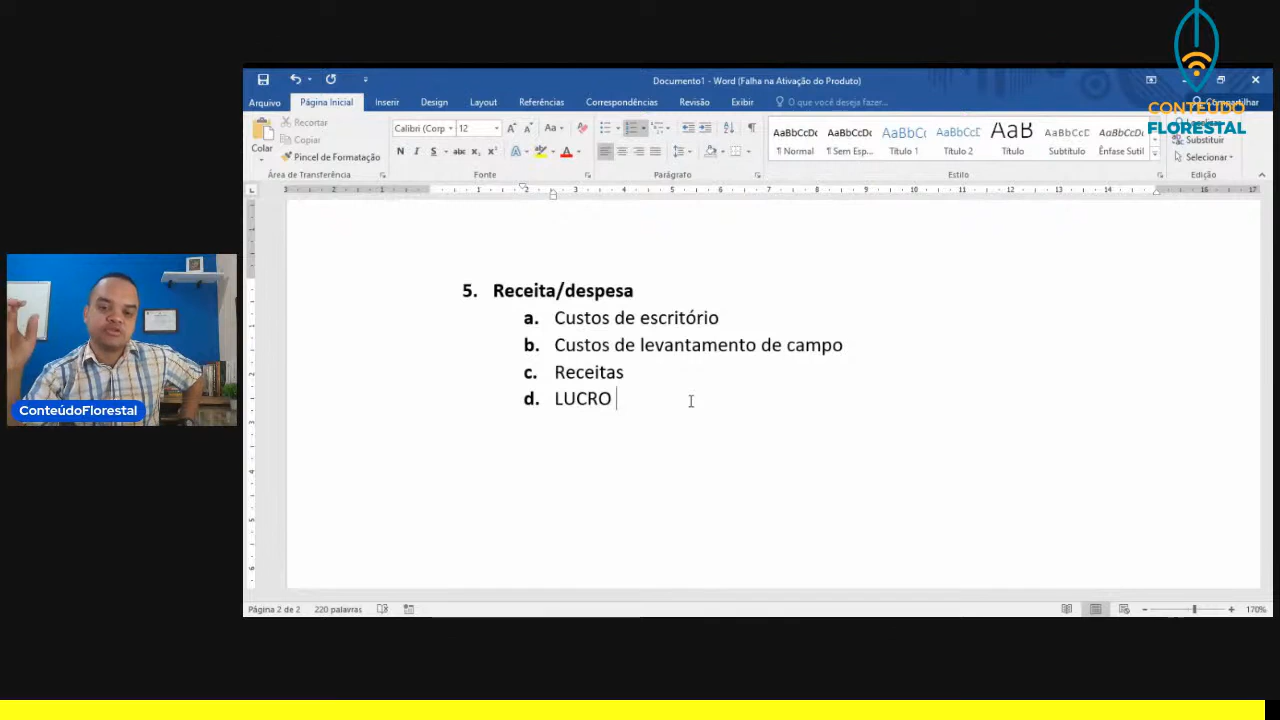 CONTEÚDO
FLORESTAL
Documento1 - Word (Falha na Ativação do Produto)
Arquivo Página Inicial Inserir Design Layout Referências Correspondências Revisão Exibir O que você deseja fazer... Compartilhar
Colar
Recortar
Copiar
Pincel de Formatação
Área de Transferência
Calibri (Corp 12
Fonte
Parágrafo
AaBbCcDc AaBbCcDc AaBbCc AaBbCcD AaB AaBbCcD AaBbCcDc
¶ Normal ¶ Sem Esp... Título 1 Título 2 Título Subtítulo Ênfase Sutil
Estilo
Substituir
Selecionar
Edição
5. Receita/despesa
a. Custos de escritório
b. Custos de levantamento de campo
c. Receitas
d. LUCRO
ConteúdoFlorestal
Página 2 de 2 220 palavras 170%